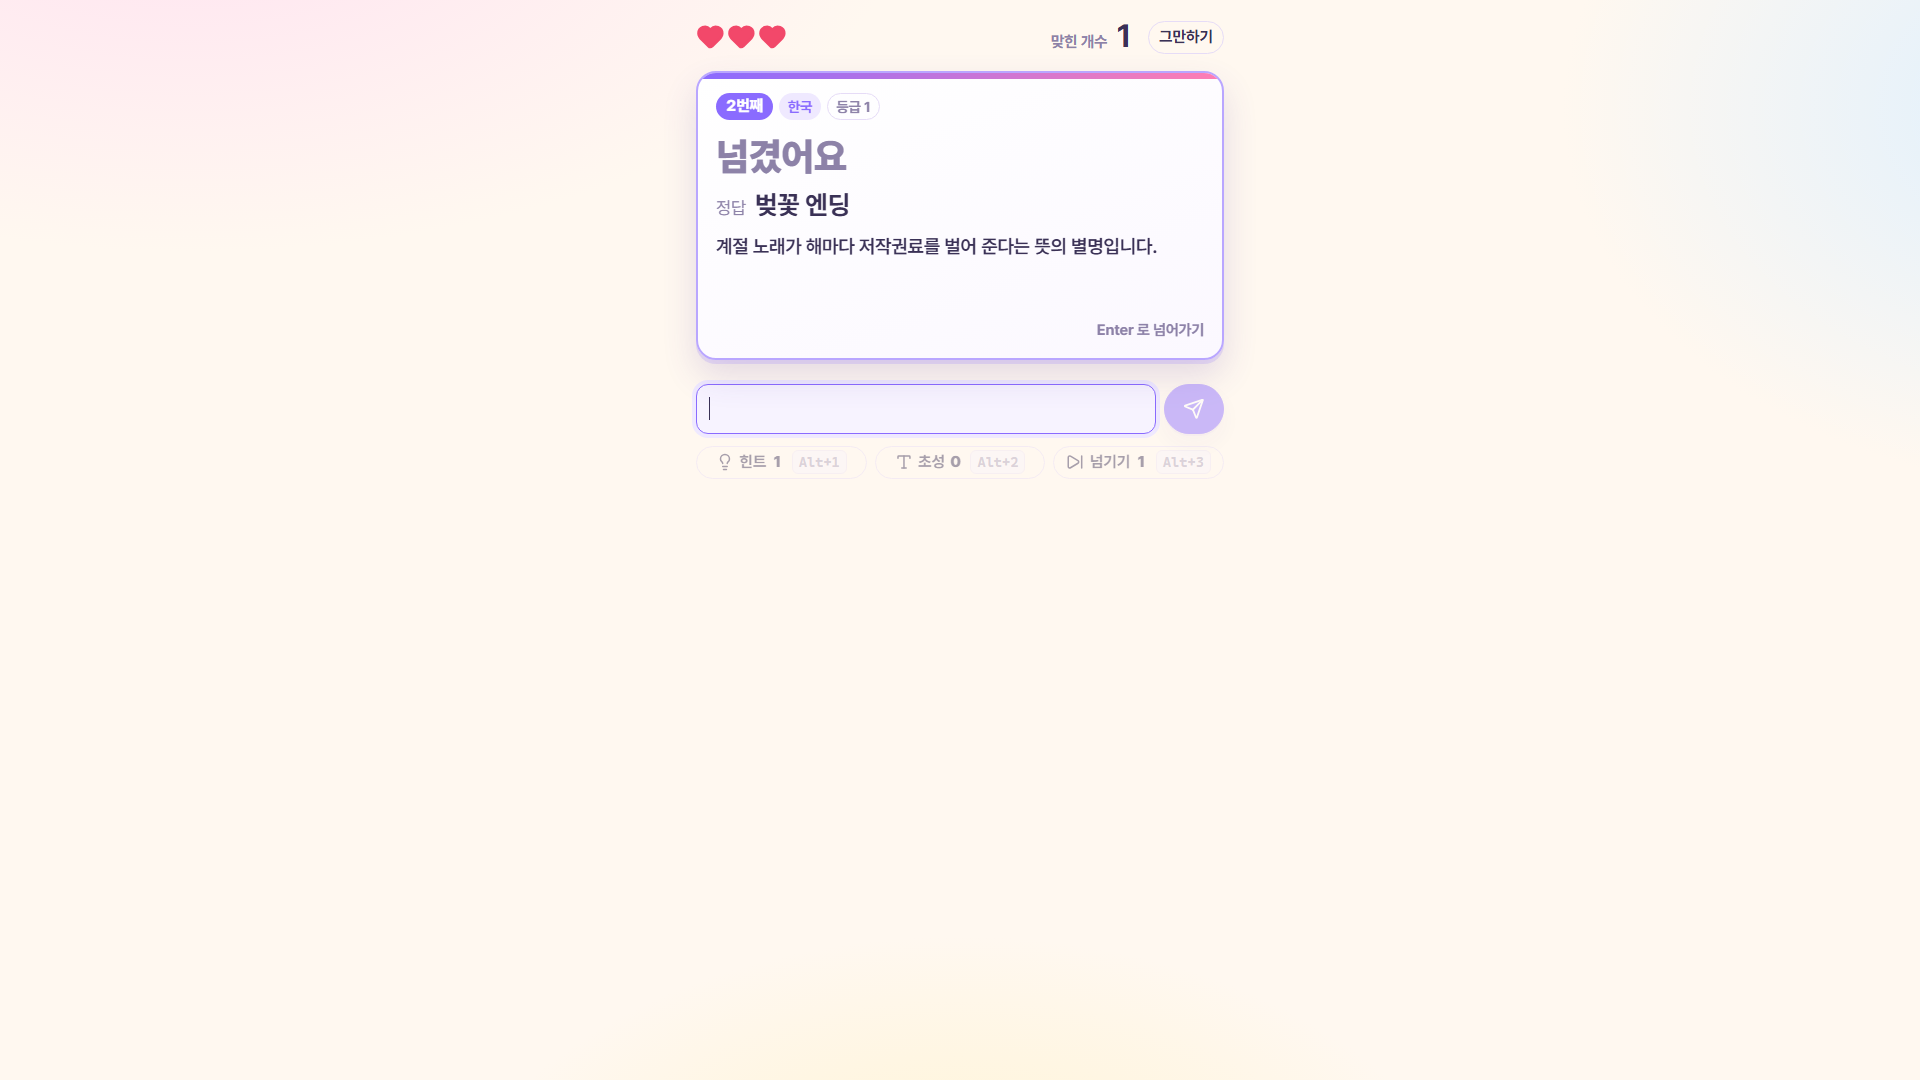 맞힌 개수 1 그만하기
2번째 한국 등급 1
넘겼어요
정답 벚꽃 엔딩
계절 노래가 해마다 저작권료를 벌어 준다는 뜻의 별명입니다.
Enter 로 넘어가기
힌트 1 Alt+1 초성 0 Alt+2 넘기기 1 Alt+3